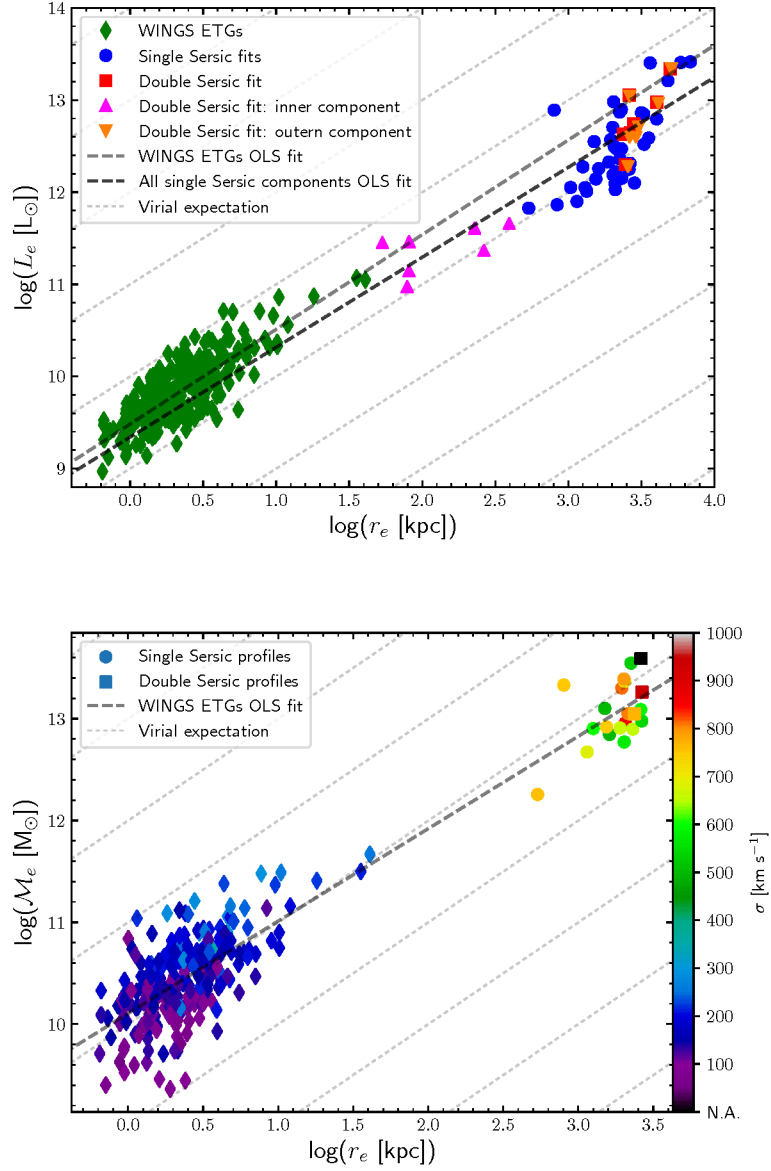 14
13
12
11
10
9
log(L_e [L_⊙])
WINGS ETGs
Single Sersic fits
Double Sersic fit
Double Sersic fit: inner component
Double Sersic fit: outern component
WINGS ETGs OLS fit
All single Sersic components OLS fit
Virial expectation
0.0 0.5 1.0 1.5 2.0 2.5 3.0 3.5 4.0
log(r_e [kpc])
13
12
11
10
log(ℳ_e [M_⊙])
Single Sersic profiles
Double Sersic profiles
WINGS ETGs OLS fit
Virial expectation
0.0 0.5 1.0 1.5 2.0 2.5 3.0 3.5
log(r_e [kpc])
1000
900
800
700
600
500
400
300
200
100
N.A.
σ [km s⁻¹]